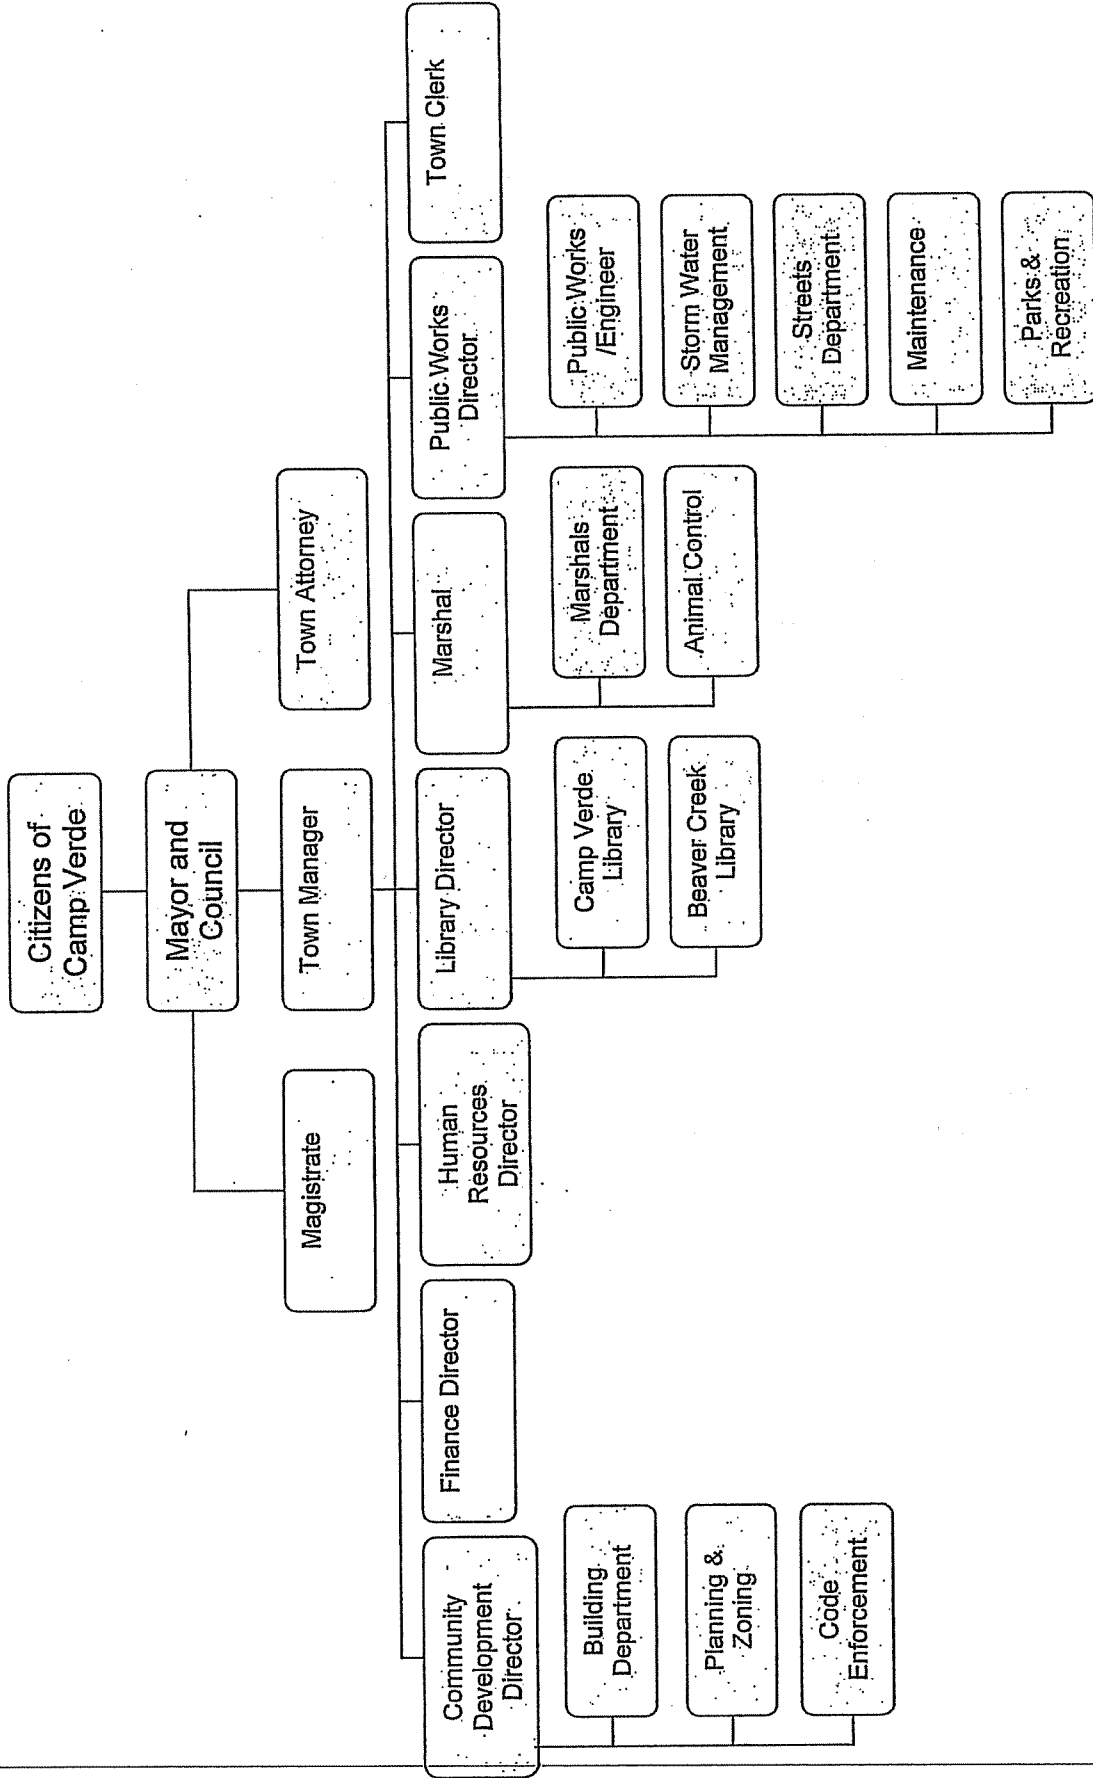 Citizens of
Camp Verde
Mayor and
Council
Magistrate
Town Manager
Town Attorney
Community
Development
Director
Finance Director
Human
Resources
Director
Library Director
Marshal
Public Works
Director
Town Clerk
Building
Department
Planning &
Zoning
Code
Enforcement
Camp Verde
Library
Beaver Creek
Library
Marshals
Department
Animal Control
Public Works
/Engineer
Storm Water
Management
Streets
Department
Maintenance
Parks &
Recreation